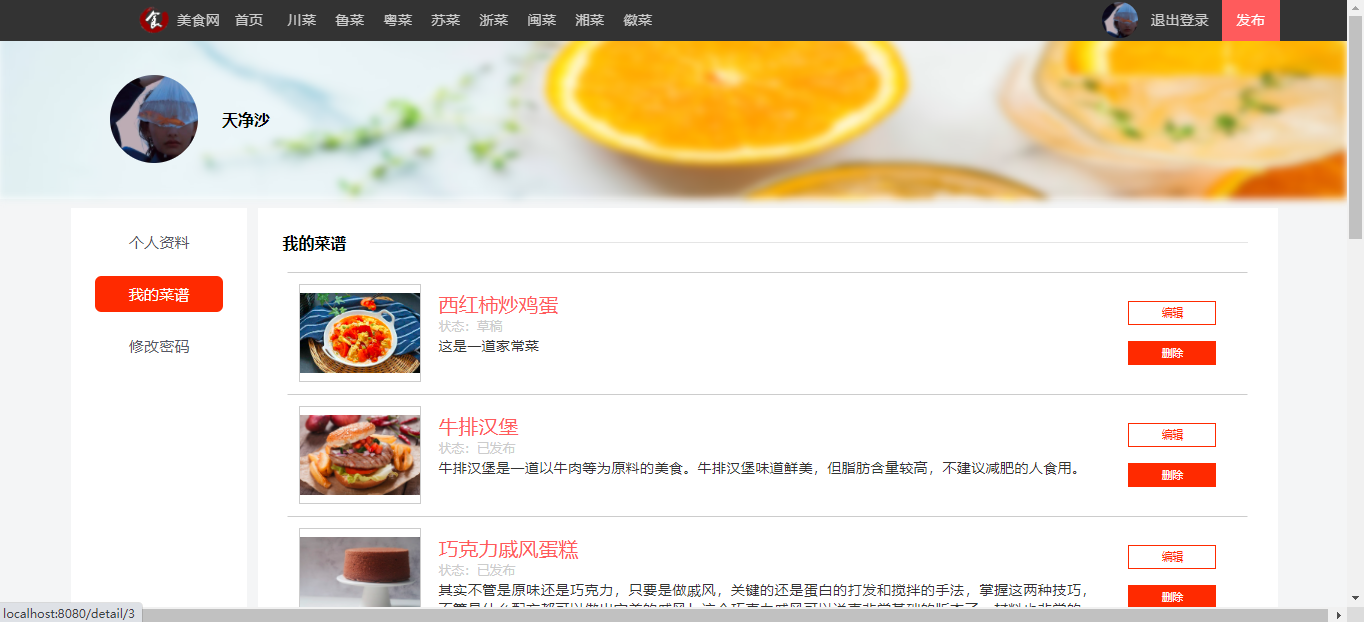 食 美食网 首页 川菜 鲁菜 粤菜 苏菜 浙菜 闽菜 湘菜 徽菜 退出登录 发布
天净沙
个人资料
我的菜谱
修改密码
我的菜谱
西红柿炒鸡蛋
状态：草稿
这是一道家常菜
编辑
删除
牛排汉堡
状态：已发布
牛排汉堡是一道以牛肉等为原料的美食。牛排汉堡味道鲜美，但脂肪含量较高，不建议减肥的人食用。
编辑
删除
巧克力戚风蛋糕
状态：已发布
其实不管是原味还是巧克力，只要是做戚风，关键的还是蛋白的打发和搅拌的手法，掌握这两种技巧，
编辑
删除
localhost:8080/detail/3